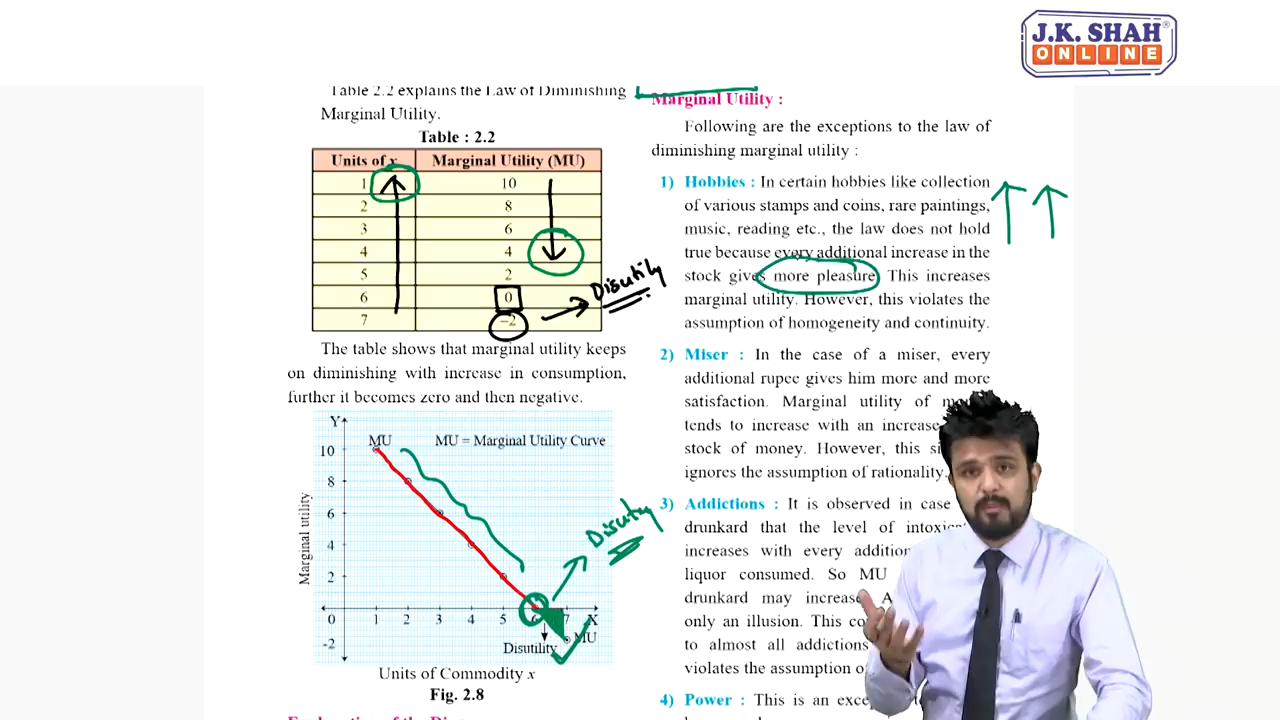 J.K. SHAH®
ONLINE
Table 2.2 explains the Law of Diminishing
Marginal Utility.
Table : 2.2
Units of x Marginal Utility (MU)
1 10
2 8
3 6
4 4
5 2
6 0
7 –2
Disutility
The table shows that marginal utility keeps
on diminishing with increase in consumption,
further it becomes zero and then negative.
Y
MU MU = Marginal Utility Curve
10
8
6
4
2
0 1 2 3 4 5 6 7 X
-2
MU
Disutility
Marginal utility
Units of Commodity x
Fig. 2.8
Marginal Utility :
Following are the exceptions to the law of
diminishing marginal utility :
1) Hobbies : In certain hobbies like collection
of various stamps and coins, rare paintings,
music, reading etc., the law does not hold
true because every additional increase in the
stock gives more pleasure. This increases
marginal utility. However, this violates the
assumption of homogeneity and continuity.
2) Miser : In the case of a miser, every
additional rupee gives him more and more
satisfaction. Marginal utility of
tends to increase with an increase
stock of money. However, this
ignores the assumption of rationality.
3) Addictions : It is observed in case
drunkard that the level of
increases with every
liquor consumed. So MU
drunkard may increase.
only an illusion. This
to almost all addictions
violates the assumption
4) Power : This is an